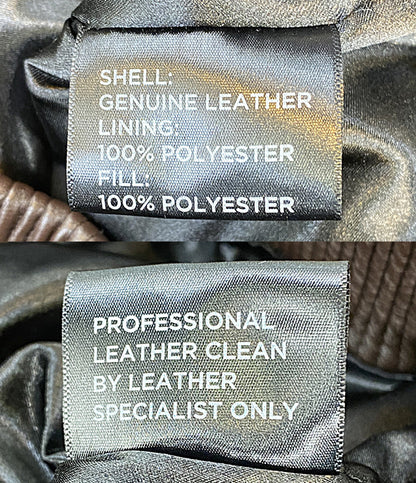 SHELL:
GENUINE LEATHER
LINING:
100% POLYESTER
FILL:
100% POLYESTER
PROFESSIONAL
LEATHER CLEAN
BY LEATHER
SPECIALIST ONLY